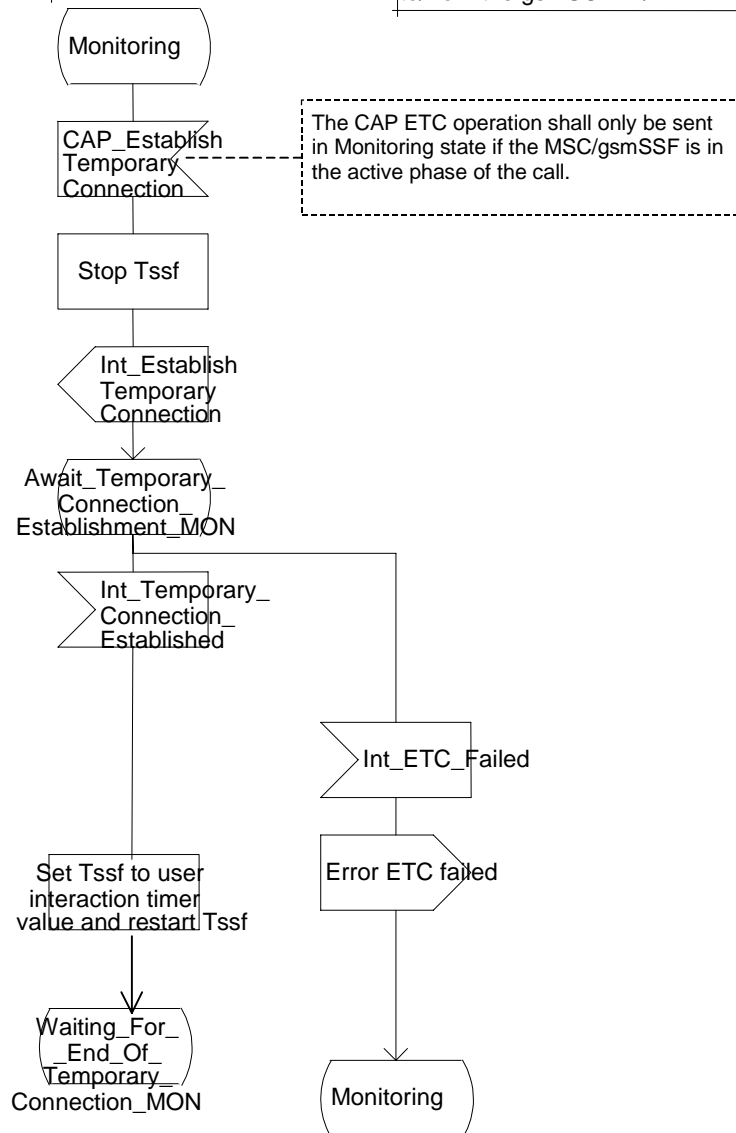 Monitoring
CAP_Establish
Temporary
Connection
The CAP ETC operation shall only be sent
in Monitoring state if the MSC/gsmSSF is in
the active phase of the call.
Stop Tssf
Int_Establish
Temporary
Connection
Await_Temporary_
Connection_
Establishment_MON
Int_Temporary_
Connection_
Established
Int_ETC_Failed
Set Tssf to user
interaction timer
value and restart Tssf
Error ETC failed
Waiting_For_
_End_Of_
Temporary_
Connection_MON
Monitoring